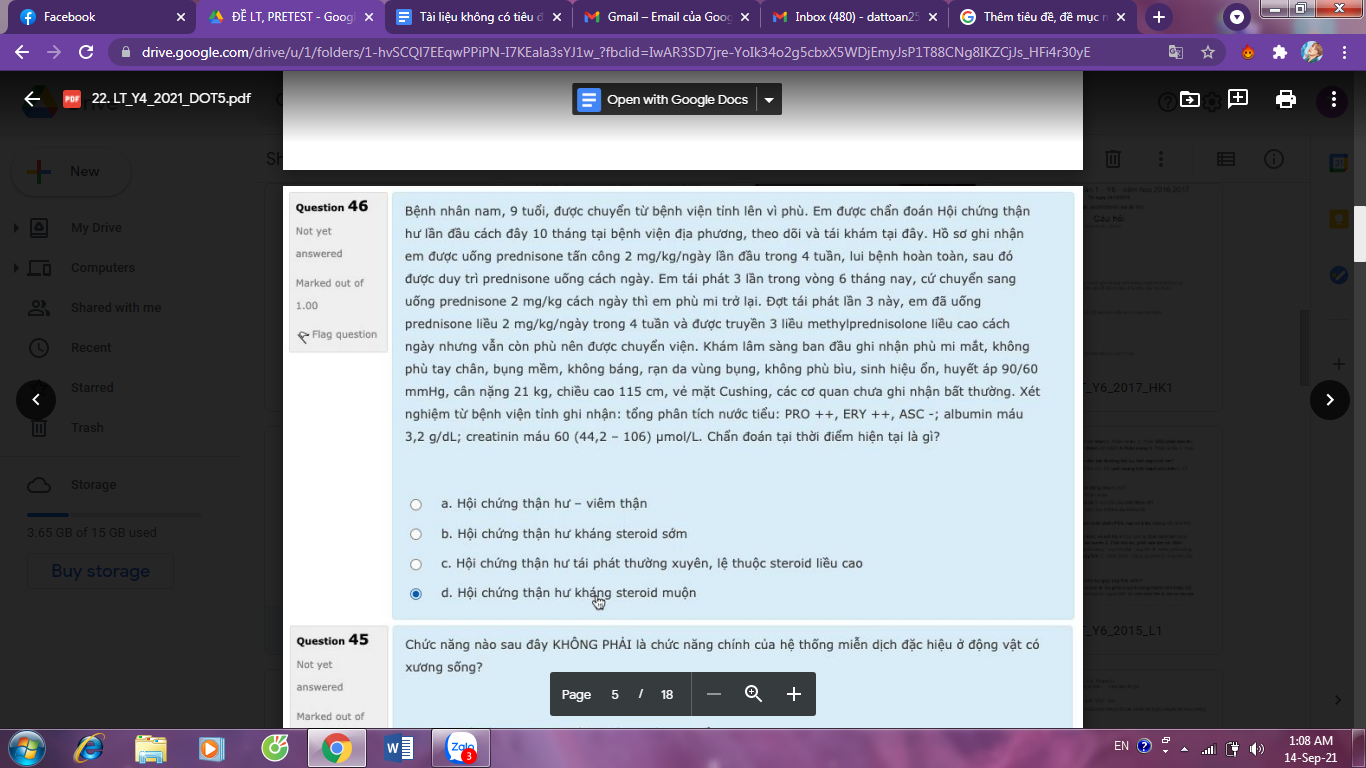 Facebook
ĐỀ LT, PRETEST - Googl
Tài liệu không có tiêu đ
Gmail – Email của Goog
Inbox (480) - dattoan25
Thêm tiêu đề, đề mục n
drive.google.com/drive/u/1/folders/1-hvSCQl7EEqwPPiPN-I7KEala3sYJ1w_?fbclid=IwAR3SD7jre-YoIk34o2g5cbxX5WDjEmyJsP1T88CNg8IKZCjJs_HFi4r30yE
PDF 22. LT_Y4_2021_DOT5.pdf
Open with Google Docs
New
My Drive
Computers
Shared with me
Recent
Starred
Trash
Storage
3.65 GB of 15 GB used
Buy storage
Question 46
Not yet
answered
Marked out of
1.00
Flag question
Bệnh nhân nam, 9 tuổi, được chuyển từ bệnh viện tỉnh lên vì phù. Em được chẩn đoán Hội chứng thận
hư lần đầu cách đây 10 tháng tại bệnh viện địa phương, theo dõi và tái khám tại đây. Hồ sơ ghi nhận
em được uống prednisone tấn công 2 mg/kg/ngày lần đầu trong 4 tuần, lui bệnh hoàn toàn, sau đó
được duy trì prednisone uống cách ngày. Em tái phát 3 lần trong vòng 6 tháng nay, cứ chuyển sang
uống prednisone 2 mg/kg cách ngày thì em phù mi trở lại. Đợt tái phát lần 3 này, em đã uống
prednisone liều 2 mg/kg/ngày trong 4 tuần và được truyền 3 liều methylprednisolone liều cao cách
ngày nhưng vẫn còn phù nên được chuyển viện. Khám lâm sàng ban đầu ghi nhận phù mi mắt, không
phù tay chân, bụng mềm, không báng, rạn da vùng bụng, không phù bìu, sinh hiệu ổn, huyết áp 90/60
mmHg, cân nặng 21 kg, chiều cao 115 cm, vẻ mặt Cushing, các cơ quan chưa ghi nhận bất thường. Xét
nghiệm từ bệnh viện tỉnh ghi nhận: tổng phân tích nước tiểu: PRO ++, ERY ++, ASC -; albumin máu
3,2 g/dL; creatinin máu 60 (44,2 – 106) µmol/L. Chẩn đoán tại thời điểm hiện tại là gì?
a. Hội chứng thận hư – viêm thận
b. Hội chứng thận hư kháng steroid sớm
c. Hội chứng thận hư tái phát thường xuyên, lệ thuộc steroid liều cao
d. Hội chứng thận hư kháng steroid muộn
Question 45
Not yet
answered
Marked out of
Chức năng nào sau đây KHÔNG PHẢI là chức năng chính của hệ thống miễn dịch đặc hiệu ở động vật có
xương sống?
Page 5 / 18
_Y6_2017_HK1
_Y6_2015_L1
Zalo
3
EN
1:08 AM
14-Sep-21